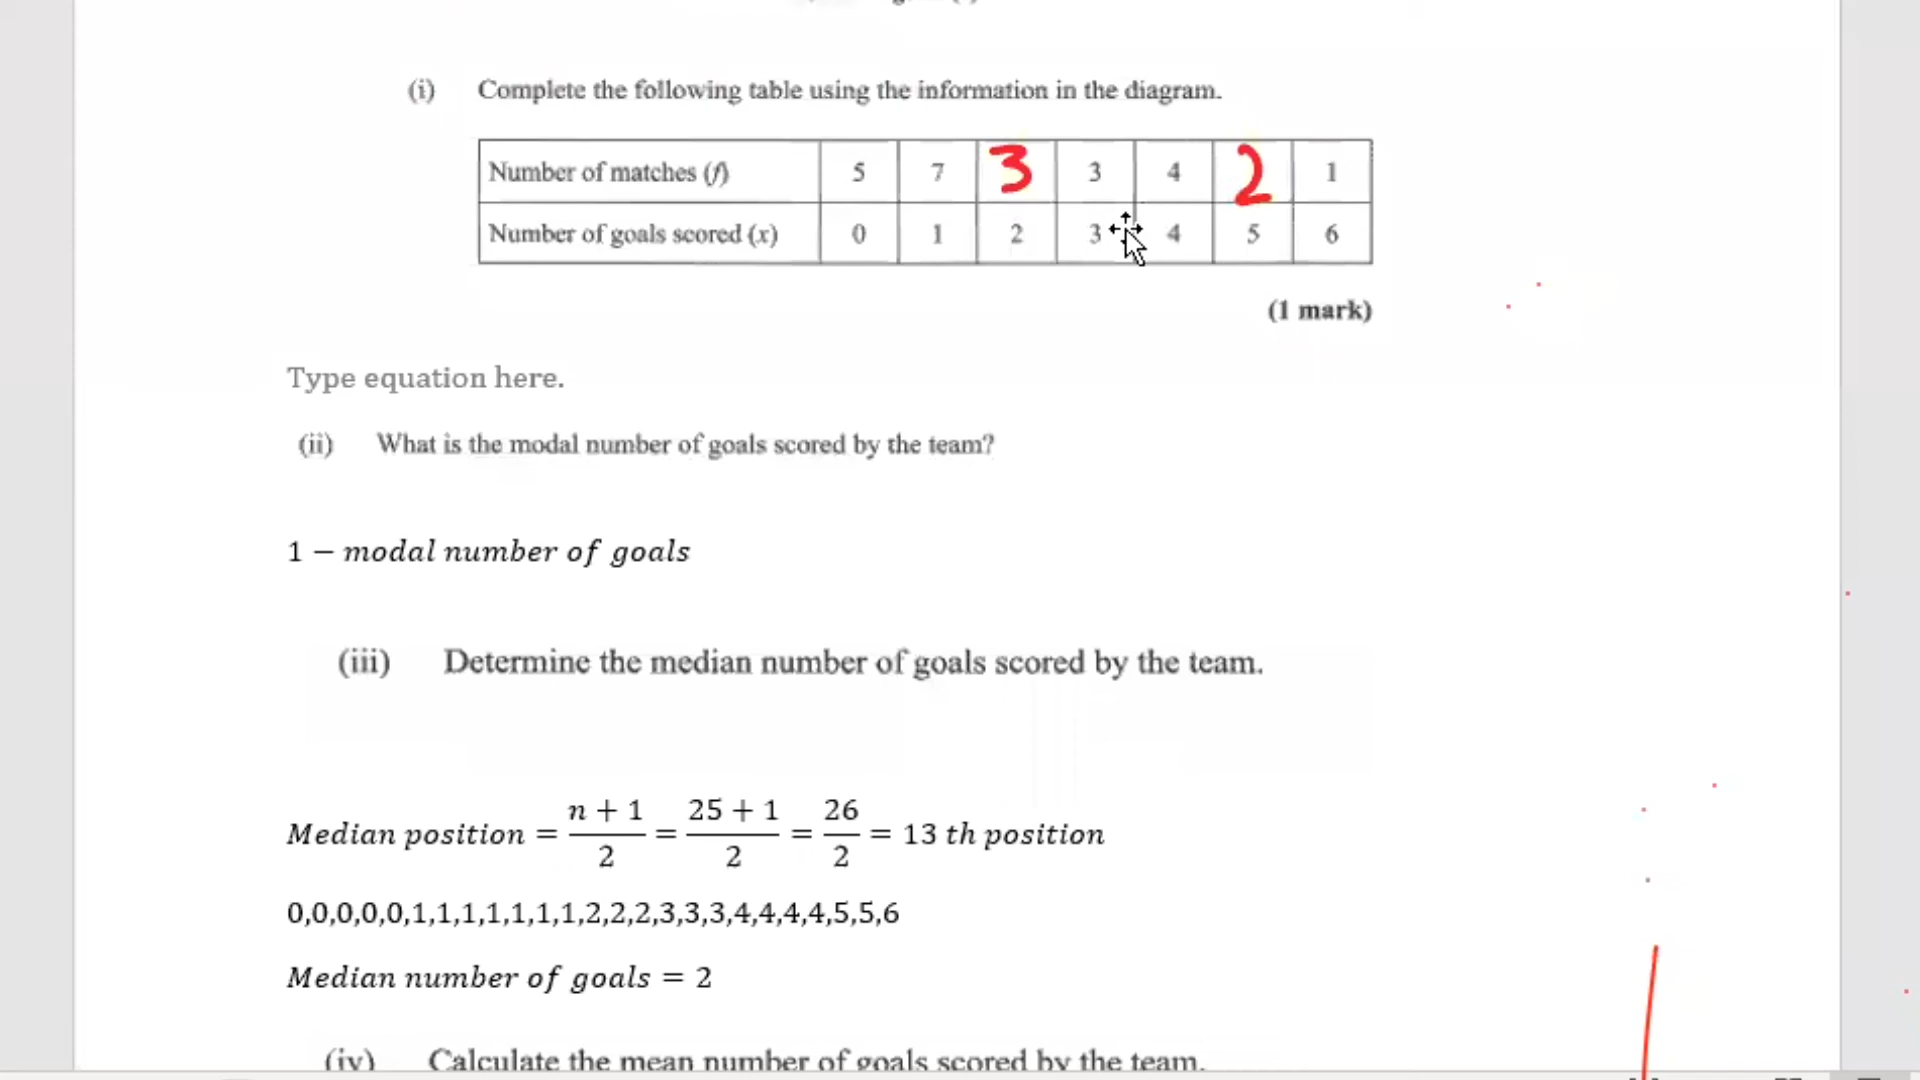 (i) Complete the following table using the information in the diagram.
Number of matches (f) 5 7 3 3 4 2 1
Number of goals scored (x) 0 1 2 3 4 5 6
(1 mark)
Type equation here.
(ii) What is the modal number of goals scored by the team?
1 − modal number of goals
(iii) Determine the median number of goals scored by the team.
Median position = n + 1 / 2 = 25 + 1 / 2 = 26 / 2 = 13 th position
0,0,0,0,0,1,1,1,1,1,1,1,2,2,2,3,3,3,4,4,4,4,5,5,6
Median number of goals = 2
(iv) Calculate the mean number of goals scored by the team.